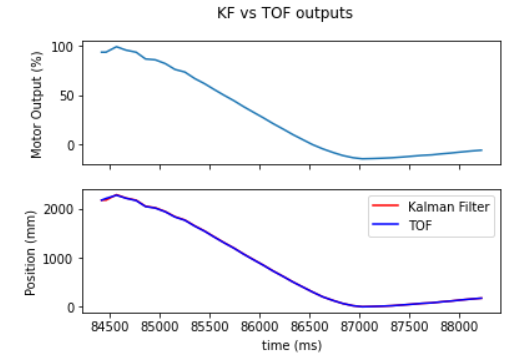 KF vs TOF outputs
Motor Output (%)
100
50
0
Position (mm)
2000
1000
0
Kalman Filter
TOF
84500 85000 85500 86000 86500 87000 87500 88000
time (ms)